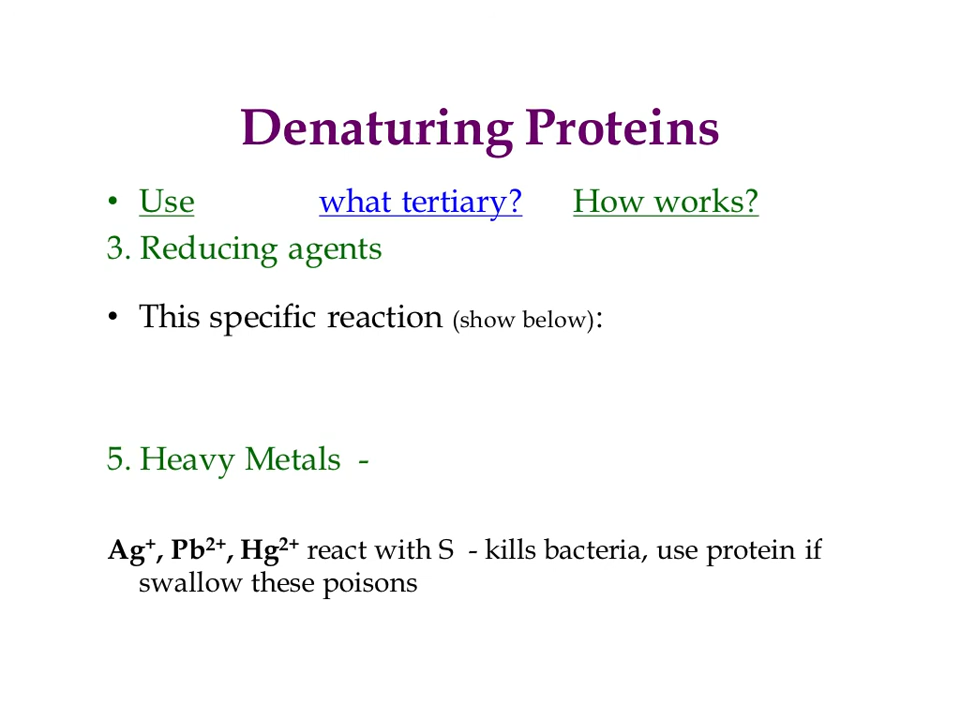 Denaturing Proteins
• Use what tertiary? How works?
3. Reducing agents
• This specific reaction (show below):
5. Heavy Metals -
Ag⁺, Pb²⁺, Hg²⁺ react with S - kills bacteria, use protein if
swallow these poisons